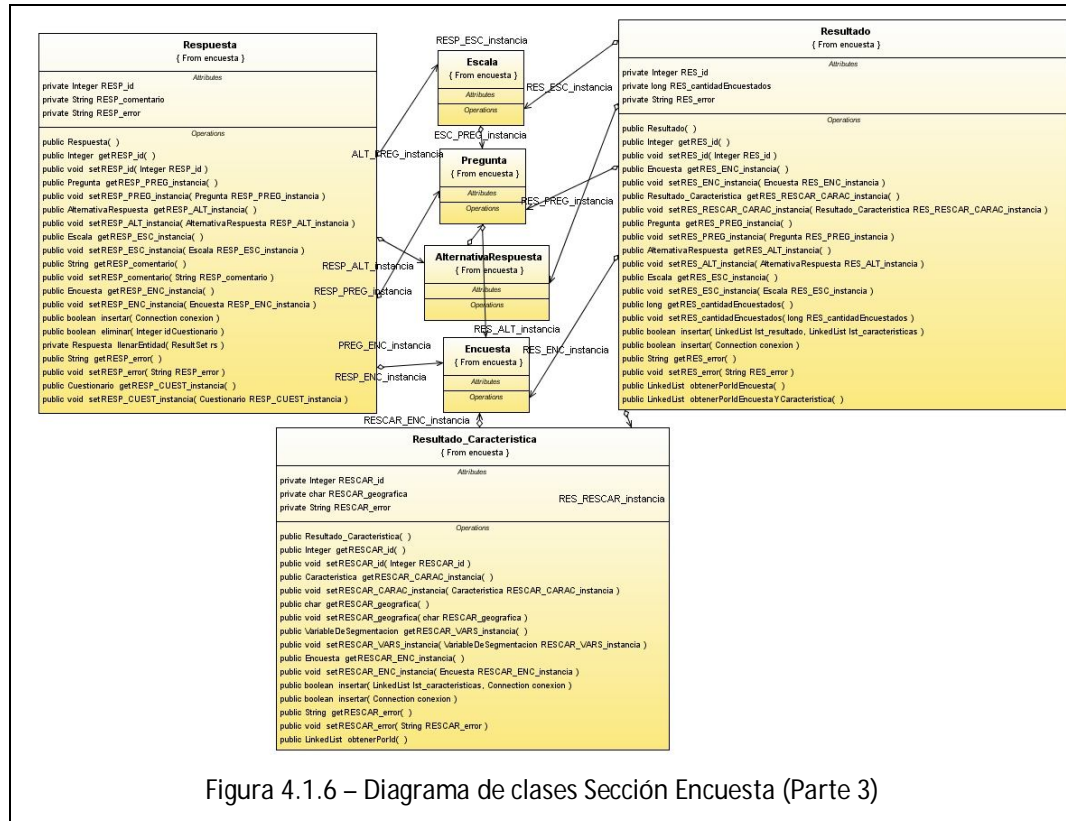 Respuesta
{ From encuesta }
Attributes
private Integer RESP_id
private String RESP_comentario
private String RESP_error
Operations
public Respuesta( )
public Integer getRESP_id( )
public void setRESP_id( Integer RESP_id )
public Pregunta getRESP_PREG_instancia( )
public void setRESP_PREG_instancia( Pregunta RESP_PREG_instancia )
public AlternativaRespuesta getRESP_ALT_instancia( )
public void setRESP_ALT_instancia( AlternativaRespuesta RESP_ALT_instancia )
public Escala getRESP_ESC_instancia( )
public void setRESP_ESC_instancia( Escala RESP_ESC_instancia )
public String getRESP_comentario( )
public void setRESP_comentario( String RESP_comentario )
public Encuesta getRESP_ENC_instancia( )
public void setRESP_ENC_instancia( Encuesta RESP_ENC_instancia )
public boolean insertar( Connection conexion )
public boolean eliminar( Integer idCuestionario )
private Respuesta llenarEntidad( ResultSet rs )
public String getRESP_error( )
public void setRESP_error( String RESP_error )
public Cuestionario getRESP_CUEST_instancia( )
public void setRESP_CUEST_instancia( Cuestionario RESP_CUEST_instancia )
RESP_ESC_instancia
Escala
{ From encuesta }
Attributes
Operations
RES_ESC_instancia
ESC_PREG_instancia
ALT_PREG_instancia
Pregunta
{ From encuesta }
Attributes
Operations
RES_PREG_instancia
AlternativaRespuesta
{ From encuesta }
RESP_ALT_instancia
RESP_PREG_instancia
RES_ALT_instancia
PREG_ENC_instancia
RES_ENC_instancia
RESP_ENC_instancia
Encuesta
{ From encuesta }
Attributes
Operations
RESCAR_ENC_instancia
Resultado
{ From encuesta }
Attributes
private Integer RES_id
private long RES_cantidadEncuestados
private String RES_error
Operations
public Resultado( )
public Integer getRES_id( )
public void setRES_id( Integer RES_id )
public Encuesta getRES_ENC_instancia( )
public void setRES_ENC_instancia( Encuesta RES_ENC_instancia )
public Resultado_Caracteristica getRES_RESCAR_CARAC_instancia( )
public void setRES_RESCAR_CARAC_instancia( Resultado_Caracteristica RES_RESCAR_CARAC_instancia )
public Pregunta getRES_PREG_instancia( )
public void setRES_PREG_instancia( Pregunta RES_PREG_instancia )
public AlternativaRespuesta getRES_ALT_instancia( )
public void setRES_ALT_instancia( AlternativaRespuesta RES_ALT_instancia )
public Escala getRES_ESC_instancia( )
public void setRES_ESC_instancia( Escala RES_ESC_instancia )
public long getRES_cantidadEncuestados( )
public void setRES_cantidadEncuestados( long RES_cantidadEncuestados )
public boolean insertar( LinkedList lst_resultado, LinkedList lst_caracteristicas )
public boolean insertar( Connection conexion )
public String getRES_error( )
public void setRES_error( String RES_error )
public LinkedList obtenerPorIdEncuesta( )
public LinkedList obtenerPorIdEncuestaYCaracteristica( )
Resultado_Caracteristica
{ From encuesta }
Attributes
private Integer RESCAR_id
private char RESCAR_geografica
private String RESCAR_error
RES_RESCAR_instancia
Operations
public Resultado_Caracteristica( )
public Integer getRESCAR_id( )
public void setRESCAR_id( Integer RESCAR_id )
public Caracteristica getRESCAR_CARAC_instancia( )
public void setRESCAR_CARAC_instancia( Caracteristica RESCAR_CARAC_instancia )
public char getRESCAR_geografica( )
public void setRESCAR_geografica( char RESCAR_geografica )
public VariableDeSegmentacion getRESCAR_VARS_instancia( )
public void setRESCAR_VARS_instancia( VariableDeSegmentacion RESCAR_VARS_instancia )
public Encuesta getRESCAR_ENC_instancia( )
public void setRESCAR_ENC_instancia( Encuesta RESCAR_ENC_instancia )
public boolean insertar( LinkedList lst_caracteristicas, Connection conexion )
public boolean insertar( Connection conexion )
public String getRESCAR_error( )
public void setRESCAR_error( String RESCAR_error )
public LinkedList obtenerPorId( )
Figura 4.1.6 – Diagrama de clases Sección Encuesta (Parte 3)